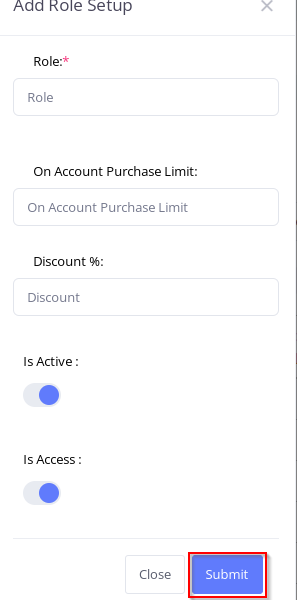 Add Role Setup
Role:*
Role
On Account Purchase Limit:
On Account Purchase Limit
Discount %:
Discount
Is Active :
Is Access :
Close
Submit